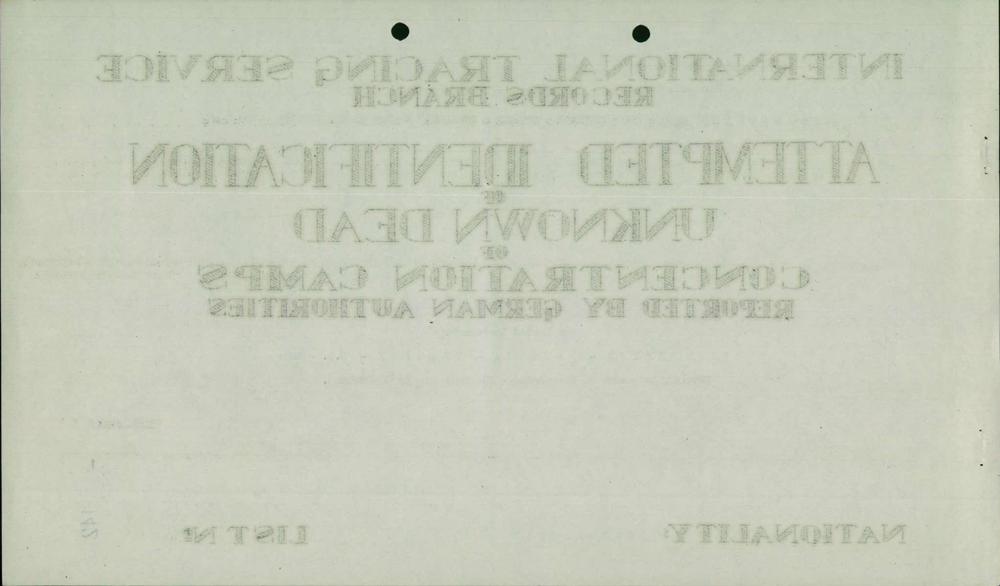 INTERNATIONAL TRACING SERVICE
RECORDS BRANCH
ATTEMPTED IDENTIFICATION
OF
UNKNOWN DEAD
OF
CONCENTRATION CAMPS
REPORTED BY GERMAN AUTHORITIES
NATIONALITY: LIST Nº